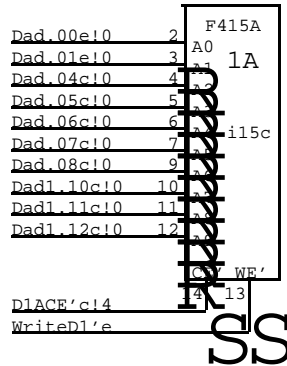 F415A
Dad.00e!0 2 A0
1A
Dad.01e!0 3 A1
Dad.04c!0 4 A2
Dad.05c!0 5
Dad.06c!0 6
i15c
Dad.07c!0 7
Dad.08c!0 9
Dad1.10c!0 10
Dad1.11c!0 11
Dad1.12c!0 12
WE'
D1ACE'c!4 14 13
WriteD1'e
SS